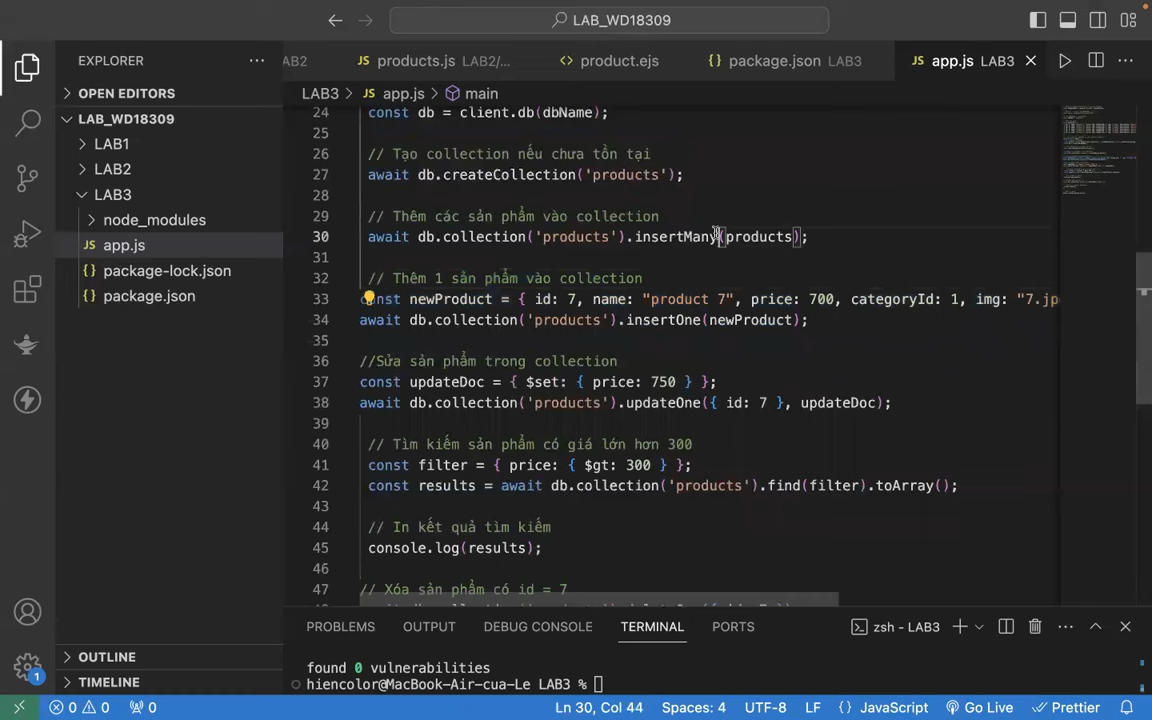 LAB_WD18309
EXPLORER
OPEN EDITORS
LAB_WD18309
LAB1
LAB2
LAB3
node_modules
JS app.js
package-lock.json
package.json
OUTLINE
TIMELINE
AB2
JS products.js LAB2/...
product.ejs
package.json LAB3
JS app.js LAB3
LAB3 > JS app.js > main
24 const db = client.db(dbName);
25
26 // Tạo collection nếu chưa tồn tại
27 await db.createCollection('products');
28
29 // Thêm các sản phẩm vào collection
30 await db.collection('products').insertMany(products);
31
32 // Thêm 1 sản phẩm vào collection
33 const newProduct = { id: 7, name: "product 7", price: 700, categoryId: 1, img: "7.jp
34 await db.collection('products').insertOne(newProduct);
35
36 //Sửa sản phẩm trong collection
37 const updateDoc = { $set: { price: 750 } };
38 await db.collection('products').updateOne({ id: 7 }, updateDoc);
39
40 // Tìm kiếm sản phẩm có giá lớn hơn 300
41 const filter = { price: { $gt: 300 } };
42 const results = await db.collection('products').find(filter).toArray();
43
44 // In kết quả tìm kiếm
45 console.log(results);
46
47 // Xóa sản phẩm có id = 7
PROBLEMS OUTPUT DEBUG CONSOLE TERMINAL PORTS
zsh - LAB3
found 0 vulnerabilities
hiencolor@MacBook-Air-cua-Le LAB3 %
1
0 0 0 Ln 30, Col 44 Spaces: 4 UTF-8 LF {} JavaScript Go Live Prettier